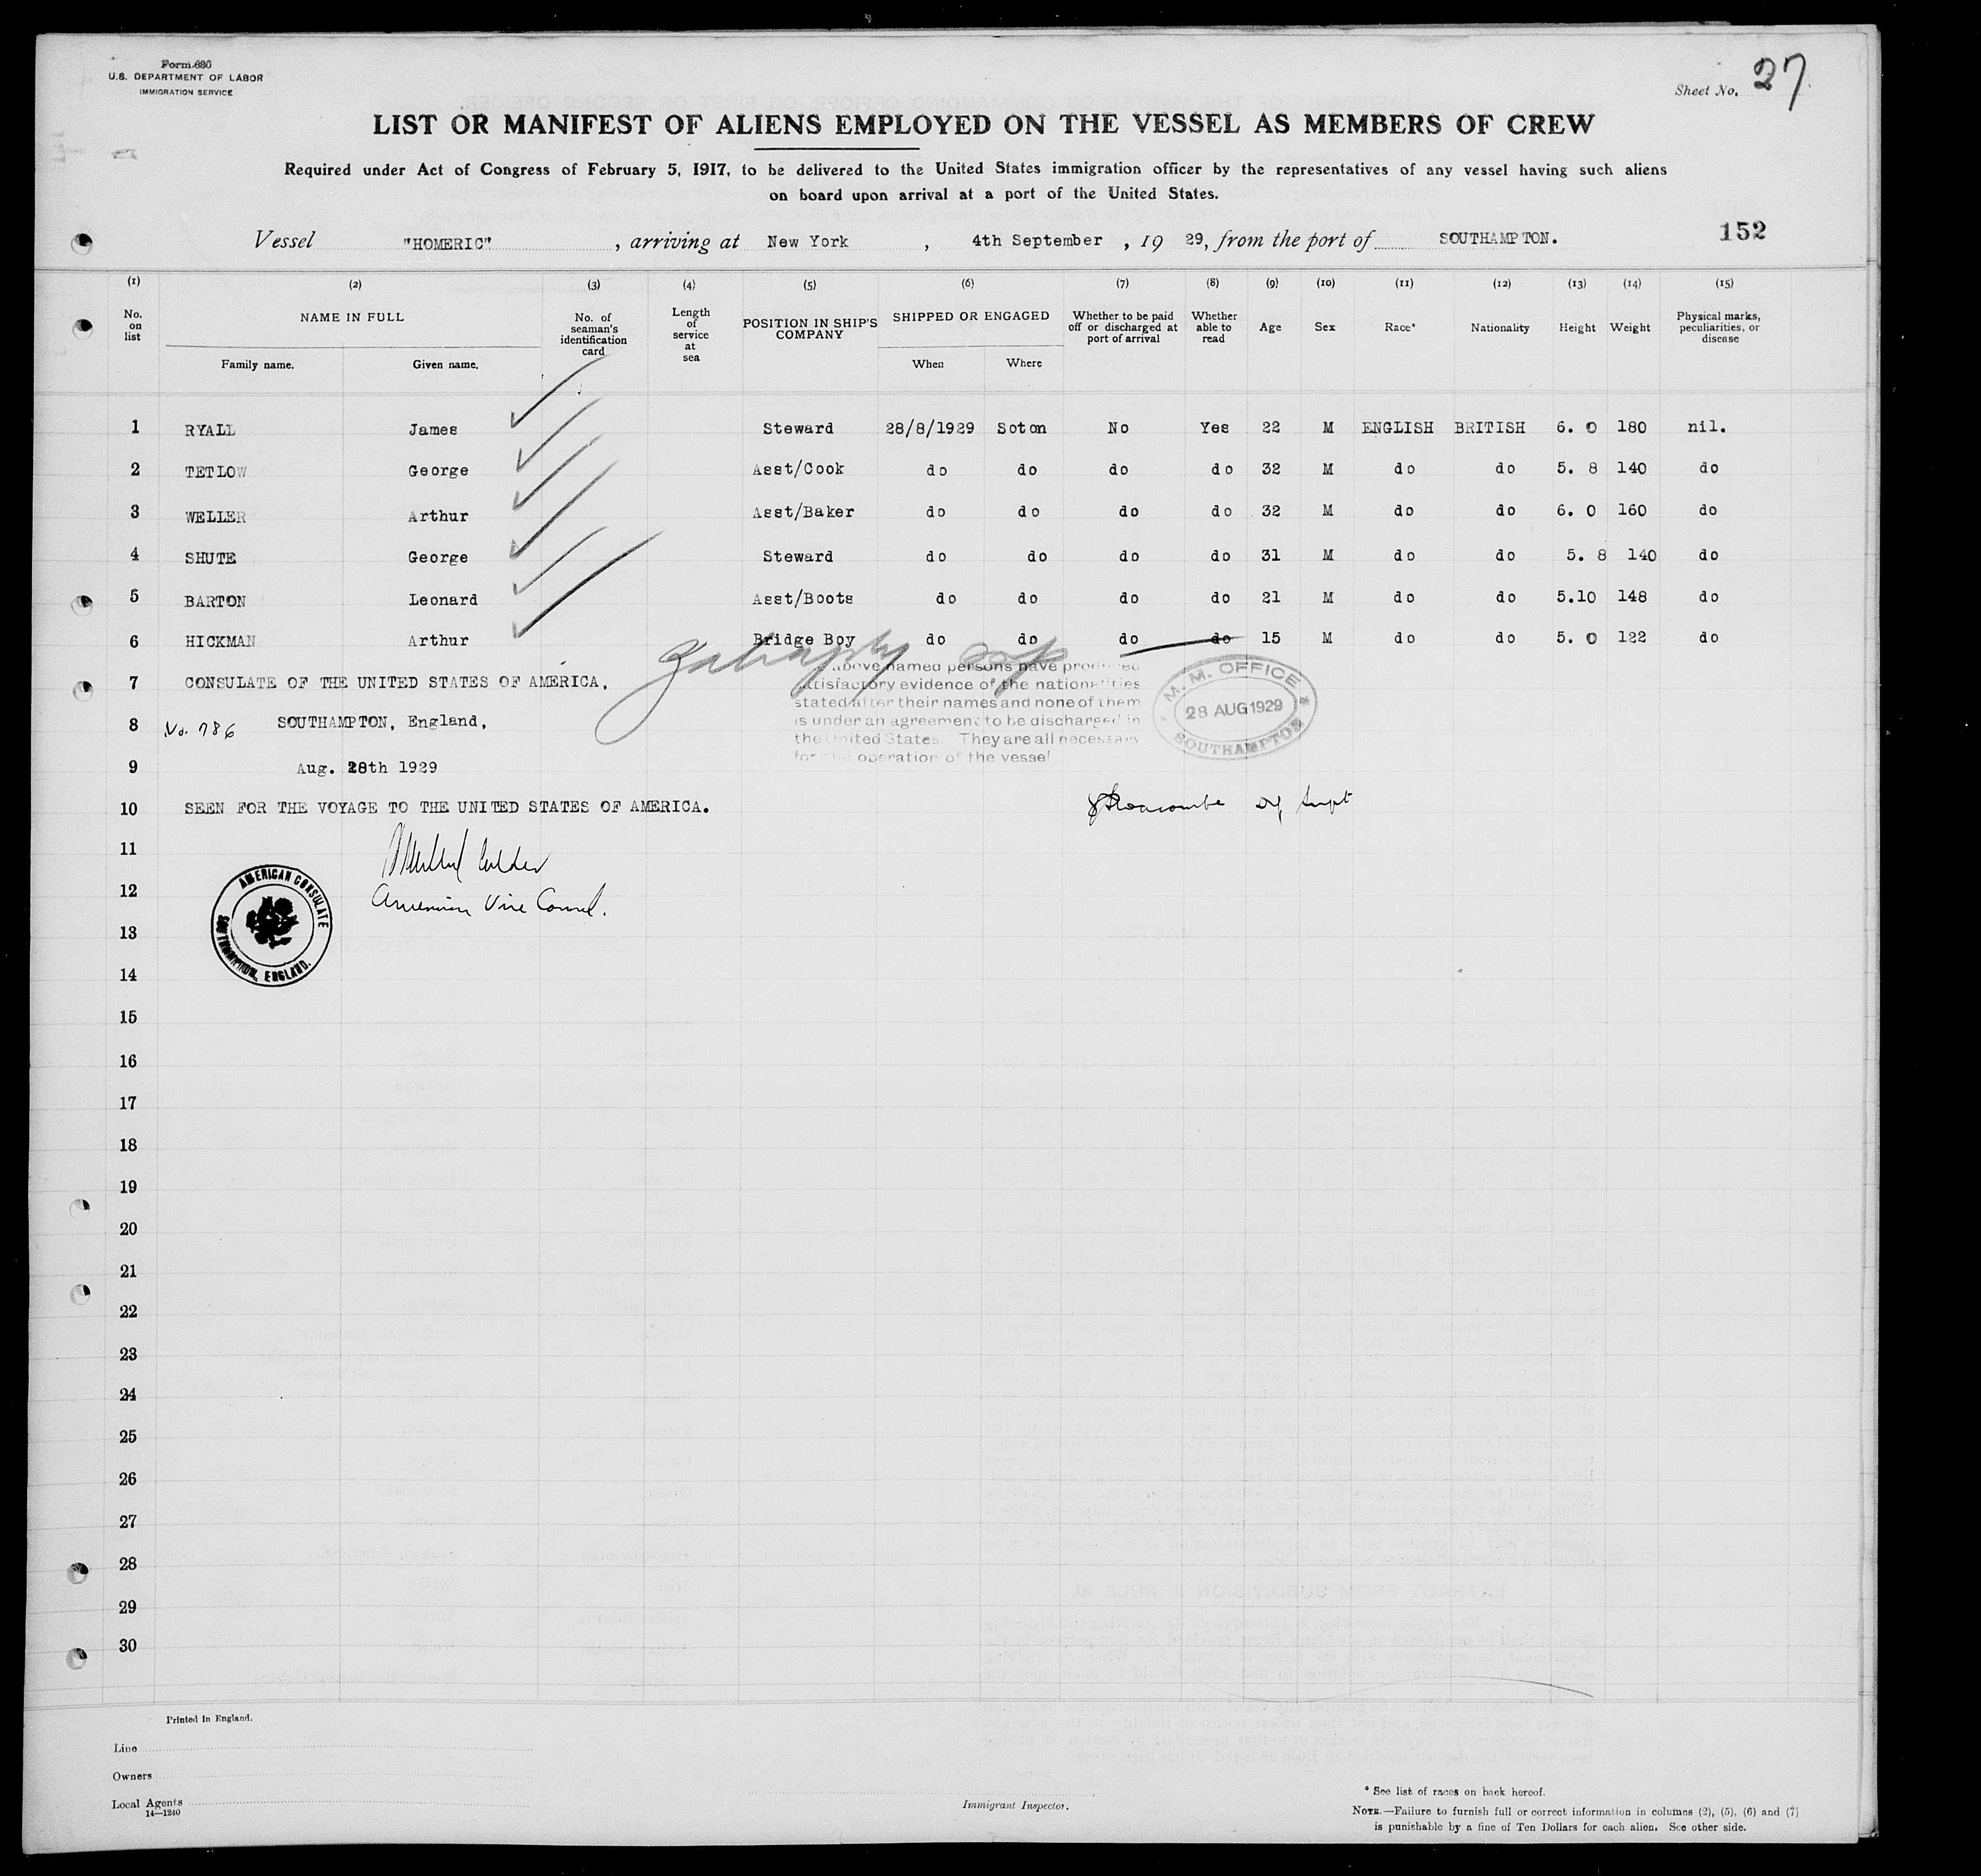 Form 680
U.S. DEPARTMENT OF LABOR
IMMIGRATION SERVICE
Sheet No. 27
LIST OR MANIFEST OF ALIENS EMPLOYED ON THE VESSEL AS MEMBERS OF CREW
Required under Act of Congress of February 5, 1917, to be delivered to the United States immigration officer by the representatives of any vessel having such aliens
on board upon arrival at a port of the United States.
Vessel "HOMERIC", arriving at New York, 4th September, 19 29, from the port of SOUTHAMPTON.
152
(1) (2) (3) (4) (5) (6) (7) (8) (9) (10) (11) (12) (13) (14) (15)
No. on list NAME IN FULL Family name. Given name. No. of seaman's identification card Length of service at sea POSITION IN SHIP'S COMPANY SHIPPED OR ENGAGED When Where Whether to be paid off or discharged at port of arrival Whether able to read Age Sex Race* Nationality Height Weight Physical marks, peculiarities, or disease
1 RYALL James Steward 28/8/1929 Soton No Yes 22 M ENGLISH BRITISH 6. 0 180 nil.
2 TETLOW George Asst/Cook do do do do 32 M do do 5. 8 140 do
3 WELLER Arthur Asst/Baker do do do do 32 M do do 6. 0 160 do
4 SHUTE George Steward do do do do 31 M do do 5. 8 140 do
5 BARTON Leonard Asst/Boots do do do do 21 M do do 5.10 148 do
6 HICKMAN Arthur Bridge Boy do do do do 15 M do do 5. 0 122 do
7 CONSULATE OF THE UNITED STATES OF AMERICA,
8 No. 786 SOUTHAMPTON, England,
9 Aug. 28th 1929
10 SEEN FOR THE VOYAGE TO THE UNITED STATES OF AMERICA.
above named persons have produced
satisfactory evidence of the nationalities
stated after their names and none of them
is under an agreement to be discharged in
the United States. They are all necessary
for the operation of the vessel
M. M. OFFICE
28 AUG 1929
SOUTHAMPTON
American Vice Consul.
AMERICAN CONSULATE
SOUTHAMPTON, ENGLAND.
11
12
13
14
15
16
17
18
19
20
21
22
23
24
25
26
27
28
29
30
Printed in England.
Line
Owners
Local Agents
14—1240
Immigrant Inspector.
* See list of races on back hereof.
NOTE.—Failure to furnish full or correct information in columns (2), (5), (6) and (7)
is punishable by a fine of Ten Dollars for each alien. See other side.